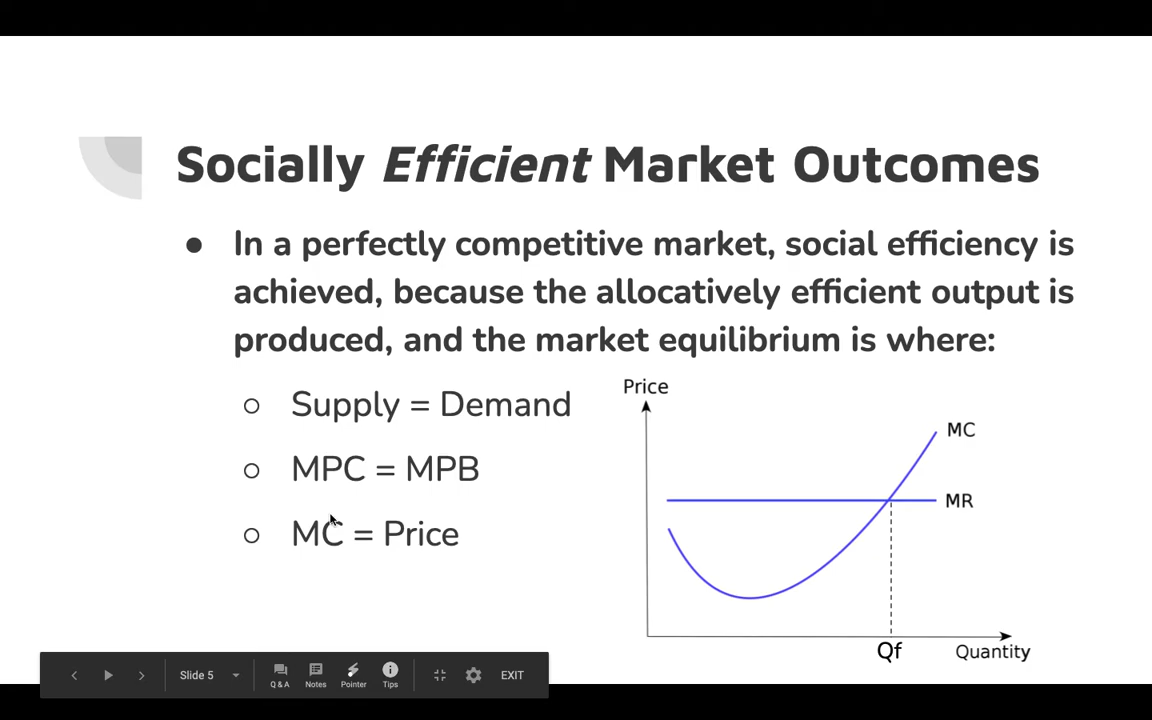 Socially Efficient Market Outcomes
● In a perfectly competitive market, social efficiency is
achieved, because the allocatively efficient output is
produced, and the market equilibrium is where:
○ Supply = Demand
○ MPC = MPB
○ MC = Price
Price
MC
MR
Qf
Quantity
Slide 5
Q & A
Notes
Pointer
Tips
EXIT